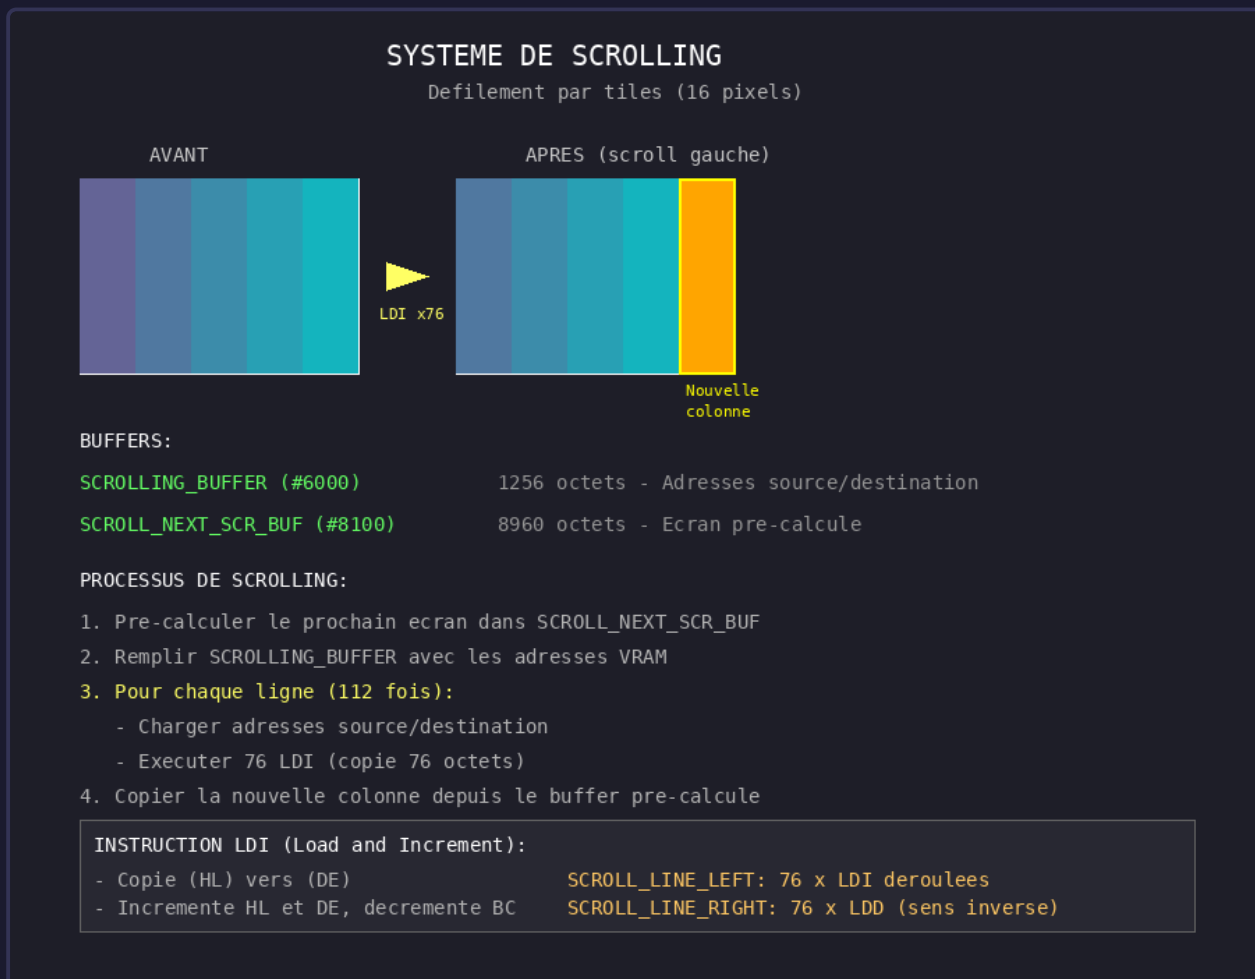 SYSTEME DE SCROLLING
Defilement par tiles (16 pixels)
AVANT
APRES (scroll gauche)
LDI x76
Nouvelle
colonne
BUFFERS:
SCROLLING_BUFFER (#6000) 1256 octets - Adresses source/destination
SCROLL_NEXT_SCR_BUF (#8100) 8960 octets - Ecran pre-calcule
PROCESSUS DE SCROLLING:
1. Pre-calculer le prochain ecran dans SCROLL_NEXT_SCR_BUF
2. Remplir SCROLLING_BUFFER avec les adresses VRAM
3. Pour chaque ligne (112 fois):
- Charger adresses source/destination
- Executer 76 LDI (copie 76 octets)
4. Copier la nouvelle colonne depuis le buffer pre-calcule
INSTRUCTION LDI (Load and Increment):
- Copie (HL) vers (DE) SCROLL_LINE_LEFT: 76 x LDI deroulees
- Incremente HL et DE, decremente BC SCROLL_LINE_RIGHT: 76 x LDD (sens inverse)